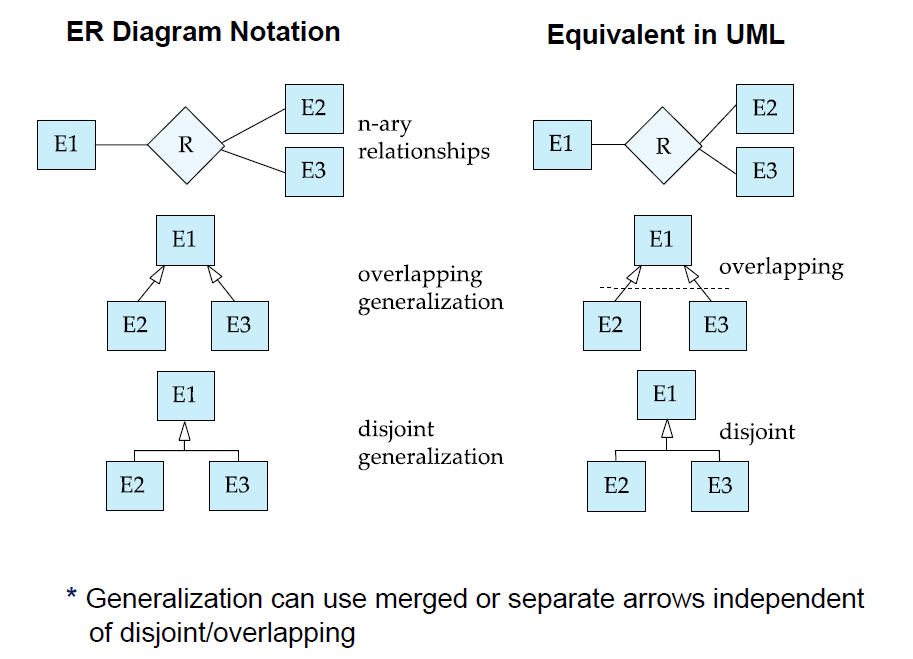 ER Diagram Notation
Equivalent in UML
E1
R
E2
E3
n-ary
relationships
E1
R
E2
E3
E1
E2
E3
overlapping
generalization
E1
overlapping
E2
E3
E1
E2
E3
disjoint
generalization
E1
disjoint
E2
E3
* Generalization can use merged or separate arrows independent
of disjoint/overlapping